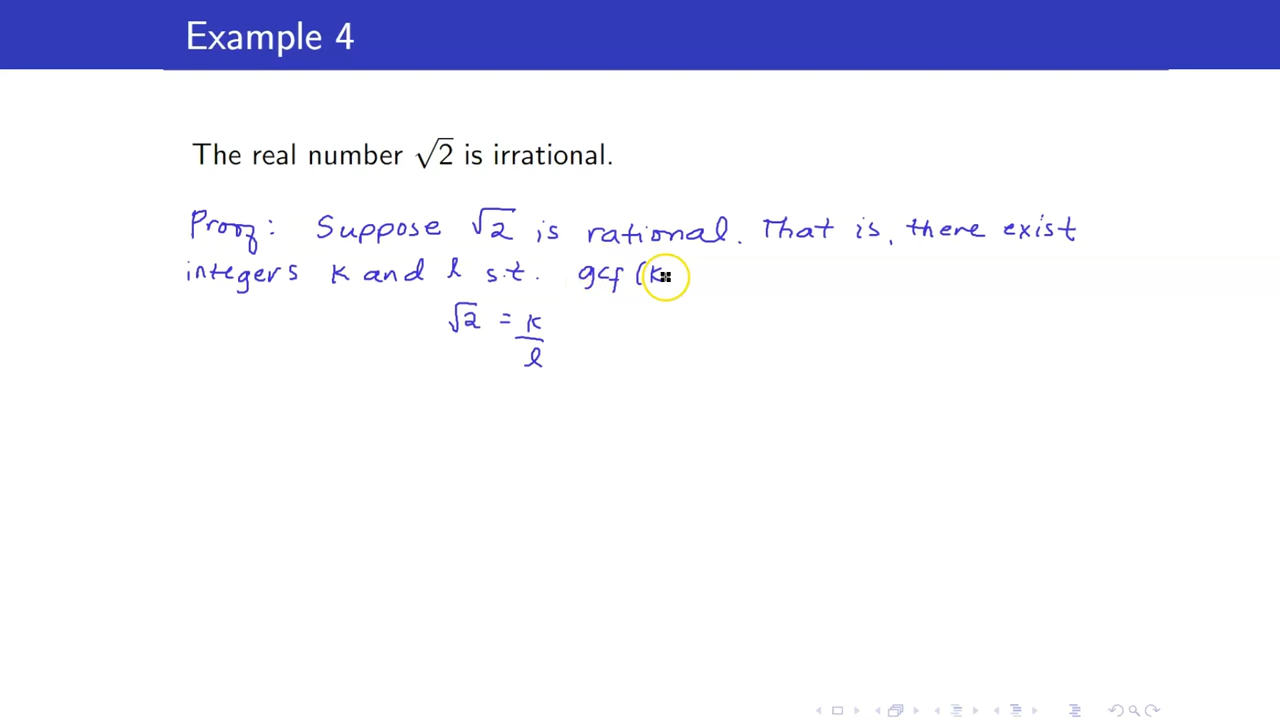 Example 4
The real number √2 is irrational.
Proof: Suppose √2 is rational. That is, there exist
integers k and l s.t. gcf (k
√2 = k/l